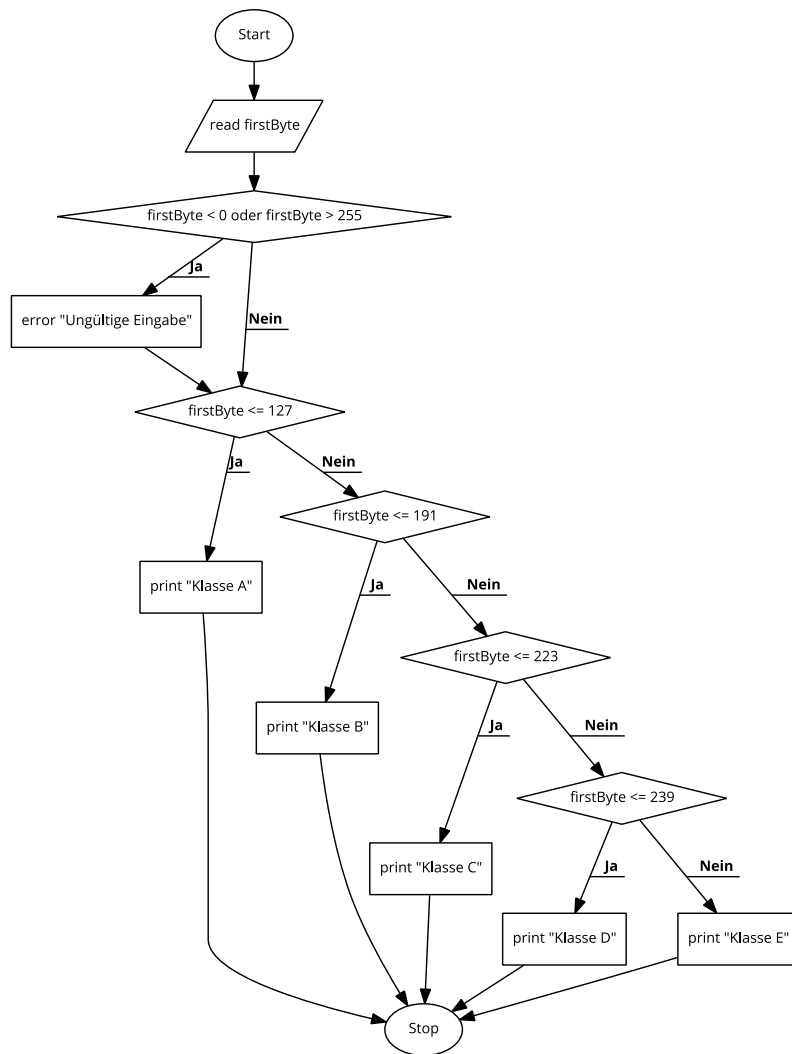 Start
read firstByte
firstByte < 0 oder firstByte > 255
Ja
Nein
error "Ungültige Eingabe"
firstByte <= 127
Ja
Nein
firstByte <= 191
print "Klasse A"
Ja
Nein
firstByte <= 223
print "Klasse B"
Ja
Nein
firstByte <= 239
print "Klasse C"
Ja
Nein
print "Klasse D"
print "Klasse E"
Stop